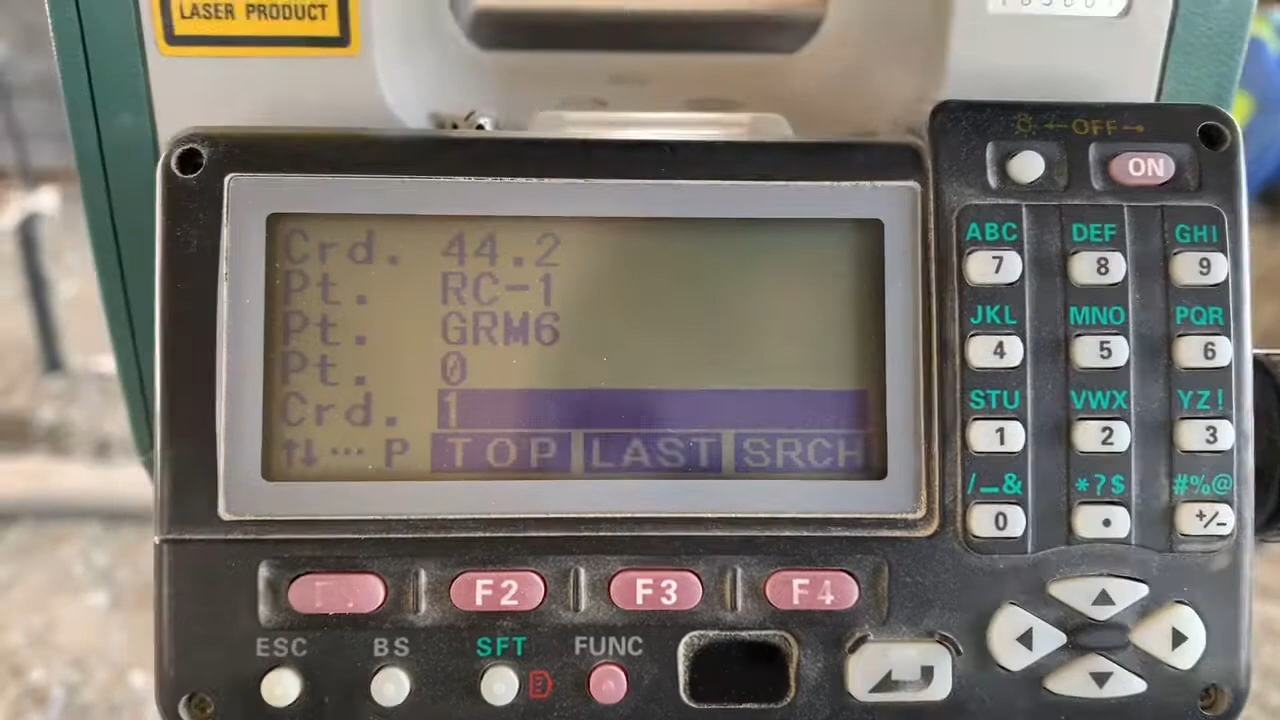 LASER PRODUCT
←OFF→
ON
Crd. 44.2
Pt. RC-1
Pt. GRM6
Pt. 0
Crd. 1
↑↓··· P TOP LAST SRCH
ABC DEF GHI
7 8 9
JKL MNO PQR
4 5 6
STU VWX YZ!
1 2 3
/_& *?$ #%@
0 • +/-
F2 F3 F4
ESC BS SFT FUNC